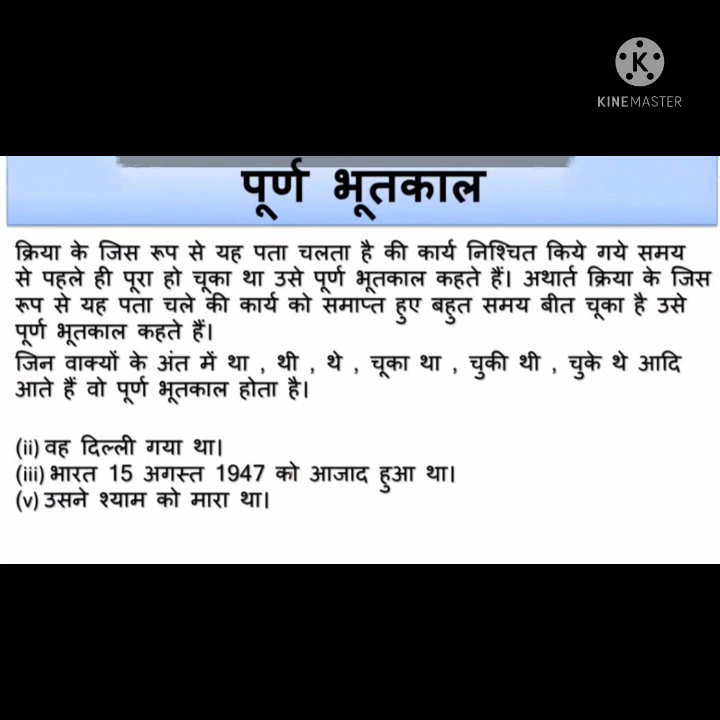 KINEMASTER
पूर्ण भूतकाल
क्रिया के जिस रूप से यह पता चलता है की कार्य निश्चित किये गये समय
से पहले ही पूरा हो चूका था उसे पूर्ण भूतकाल कहते हैं। अथार्त क्रिया के जिस
रूप से यह पता चले की कार्य को समाप्त हुए बहुत समय बीत चूका है उसे
पूर्ण भूतकाल कहते हैं।
जिन वाक्यों के अंत में था , थी , थे , चूका था , चुकी थी , चुके थे आदि
आते हैं वो पूर्ण भूतकाल होता है।
(ii) वह दिल्ली गया था।
(iii) भारत 15 अगस्त 1947 को आजाद हुआ था।
(v) उसने श्याम को मारा था।